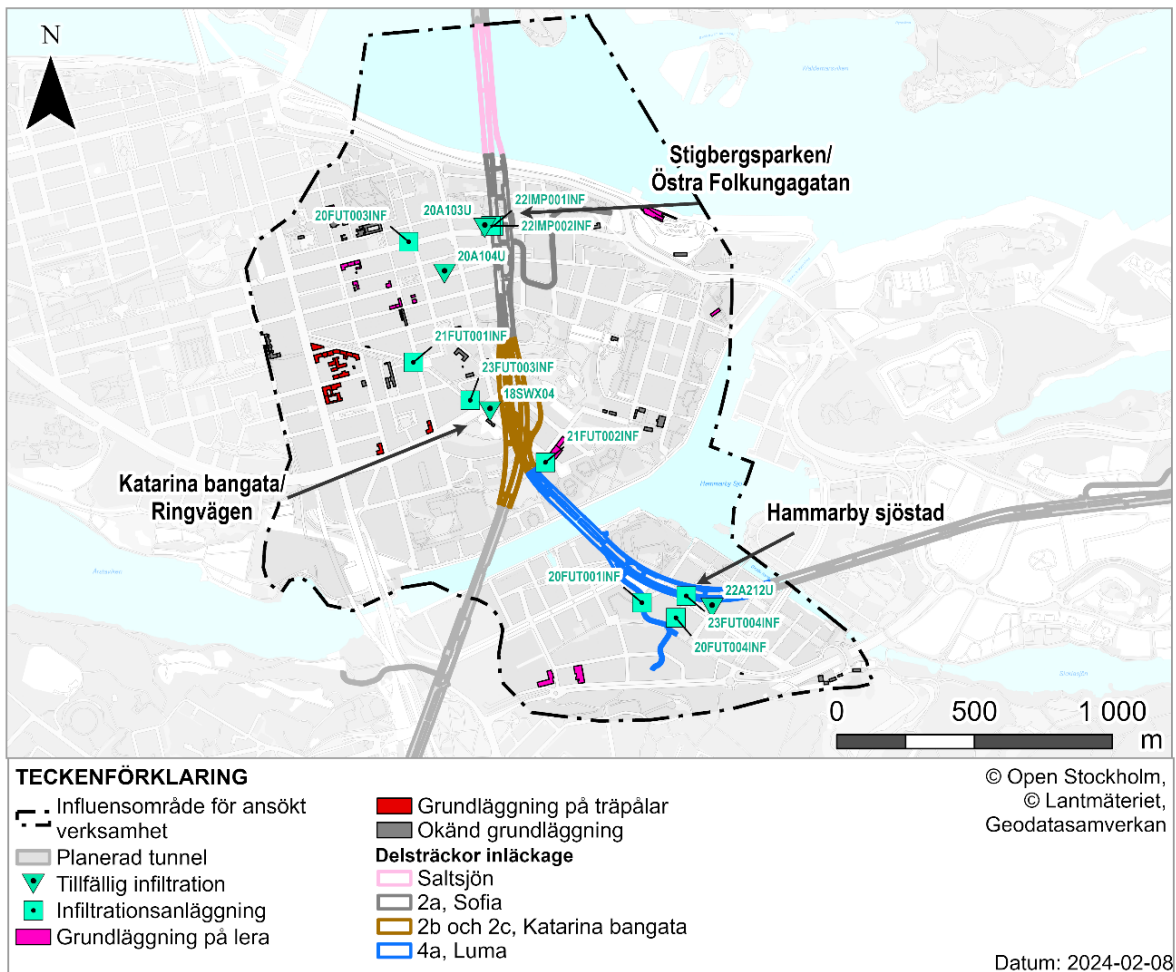 N
Stigbergsparken/
Östra Folkungagatan
20FUT003INF
20A103U
22IMP001INF
22IMP002INF
20A104U
21FUT001INF
23FUT003INF
18SWX04
21FUT002INF
Katarina bangata/
Ringvägen
Hammarby sjöstad
20FUT001INF
22A212U
23FUT004INF
20FUT004INF
0 500 1 000
m
TECKENFÖRKLARING
Influensområde för ansökt
verksamhet
Planerad tunnel
Tillfällig infiltration
Infiltrationsanläggning
Grundläggning på lera
Grundläggning på träpålar
Okänd grundläggning
Delsträckor inläckage
Saltsjön
2a, Sofia
2b och 2c, Katarina bangata
4a, Luma
© Open Stockholm,
© Lantmäteriet,
Geodatasamverkan
Datum: 2024-02-08